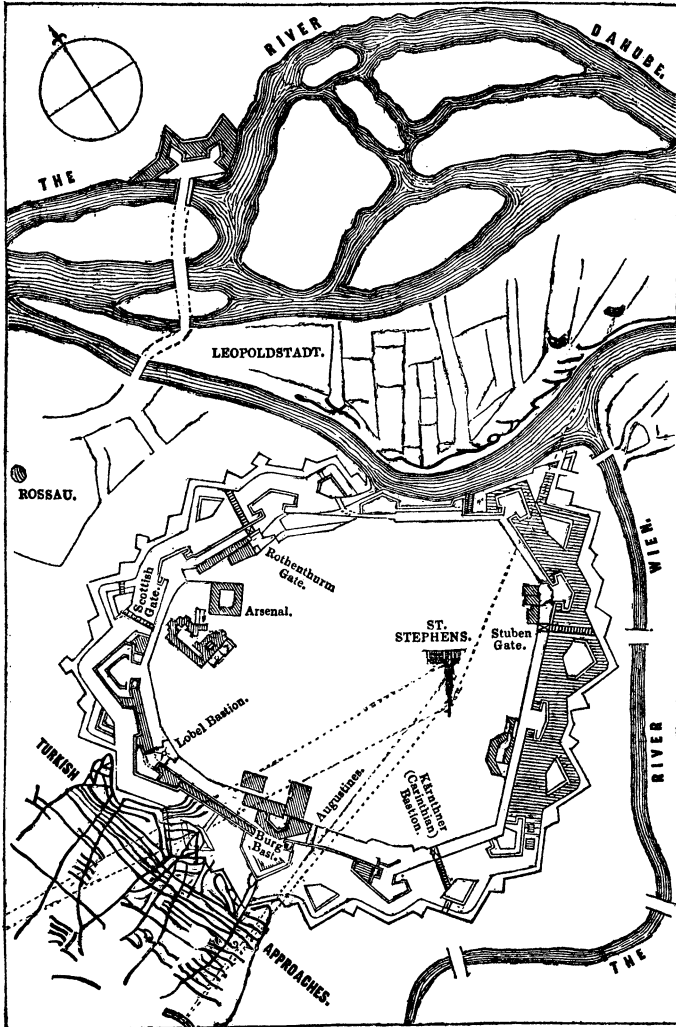 THE
RIVER
DANUBE.
LEOPOLDSTADT.
ROSSAU.
Rothenthurm
Gate.
Scottish
Gate.
Arsenal.
ST.
STEPHENS.
Stuben
Gate.
Lobel Bastion.
Augustines.
Kärnthner
(Carinthian)
Bastion.
Burg
Bast.
TURKISH
APPROACHES.
THE
RIVER
WIEN.